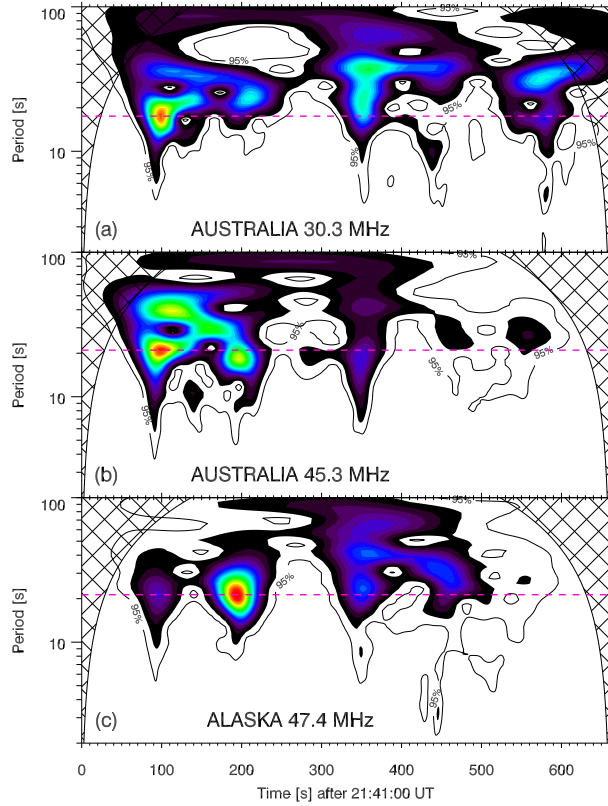 100
95%
95%
95%
Period [s]
10
95%
95%
95%
(a) AUSTRALIA 30.3 MHz
100
95%
95%
Period [s]
95%
10
95%
95%
(b) AUSTRALIA 45.3 MHz
100
95%
Period [s]
95%
95%
10
(c) ALASKA 47.4 MHz
0 100 200 300 400 500 600
Time [s] after 21:41:00 UT